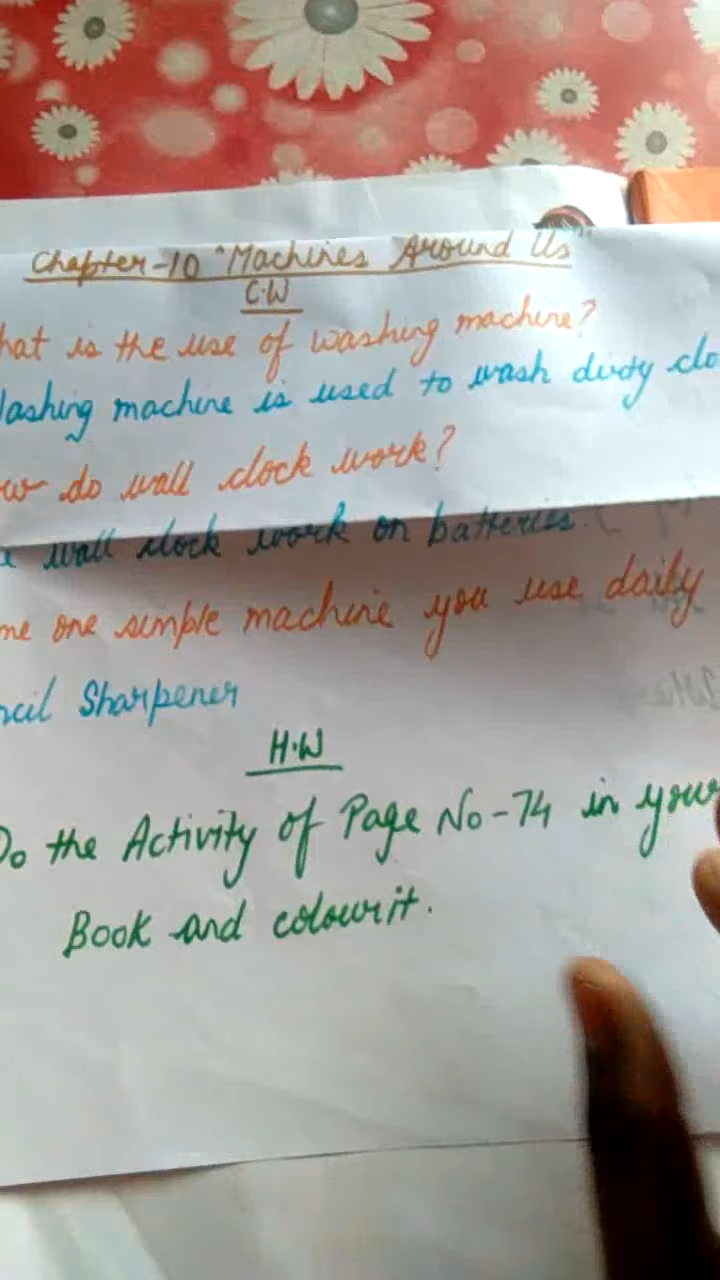 Chapter-10 "Machines Around Us"
C.W
hat is the use of washing machine?
lashing machine is used to wash dirty clo
ow do wall clock work?
e wall clock work on batteries.
me one simple machine you use daily
ncil Sharpener
H.W
Do the Activity of Page No-74 in your
Book and colour it.